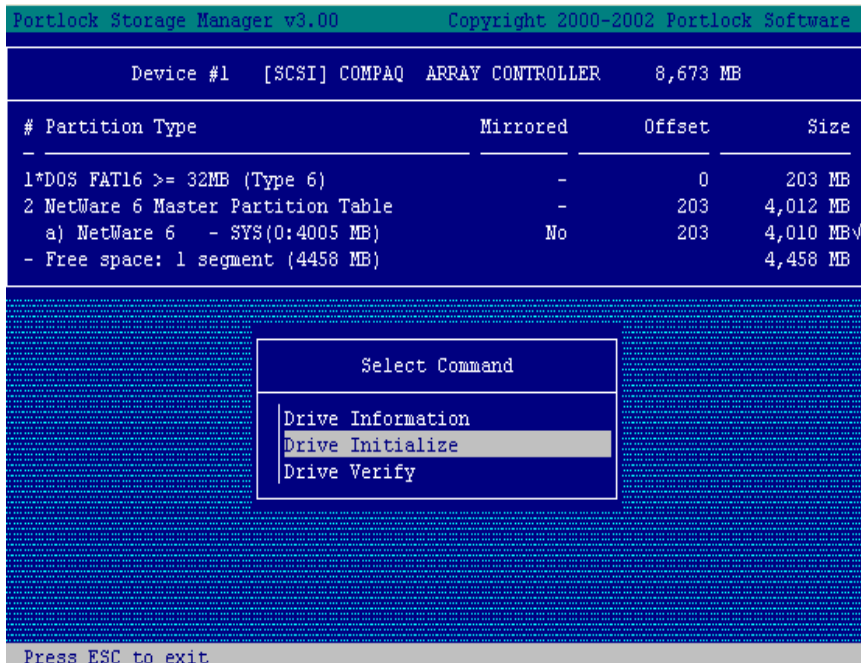 Portlock Storage Manager v3.00 Copyright 2000-2002 Portlock Software
Device #1 [SCSI] COMPAQ ARRAY CONTROLLER 8,673 MB
# Partition Type Mirrored Offset Size
1*DOS FAT16 >= 32MB (Type 6) - 0 203 MB
2 NetWare 6 Master Partition Table - 203 4,012 MB
a) NetWare 6 - SYS(0:4005 MB) No 203 4,010 MB√
- Free space: 1 segment (4458 MB) 4,458 MB
Select Command
Drive Information
Drive Initialize
Drive Verify
Press ESC to exit